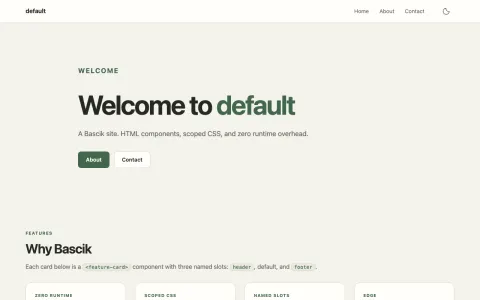 default
Home About Contact
WELCOME
Welcome to default
A Bascik site. HTML components, scoped CSS, and zero runtime overhead.
About Contact
FEATURES
Why Bascik
Each card below is a <feature-card> component with three named slots: header, default, and footer.
ZERO RUNTIME SCOPED CSS NAMED SLOTS EDGE